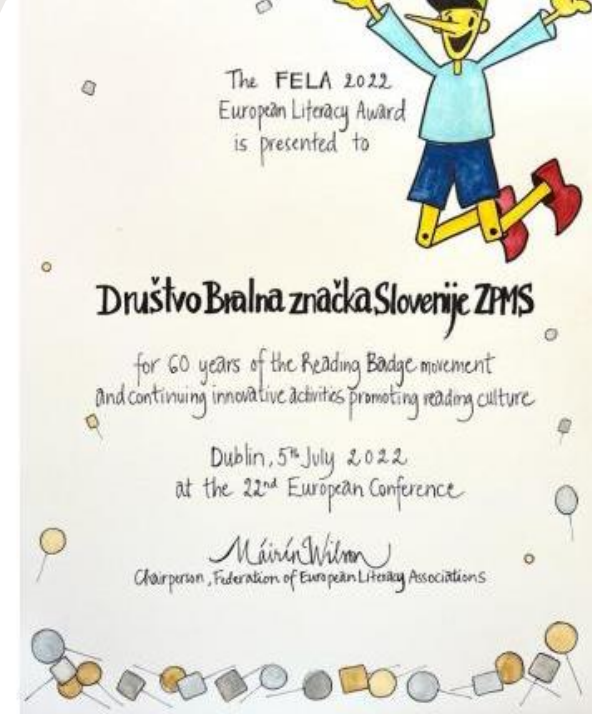 The FELA 2022
European Literacy Award
is presented to
Društvo Bralna značka Slovenije ZPMS
for 60 years of the Reading Badge movement
and continuing innovative activities promoting reading culture
Dublin, 5th July 2022
at the 22nd European Conference
Máirín Wilson
Chairperson, Federation of European Literacy Associations